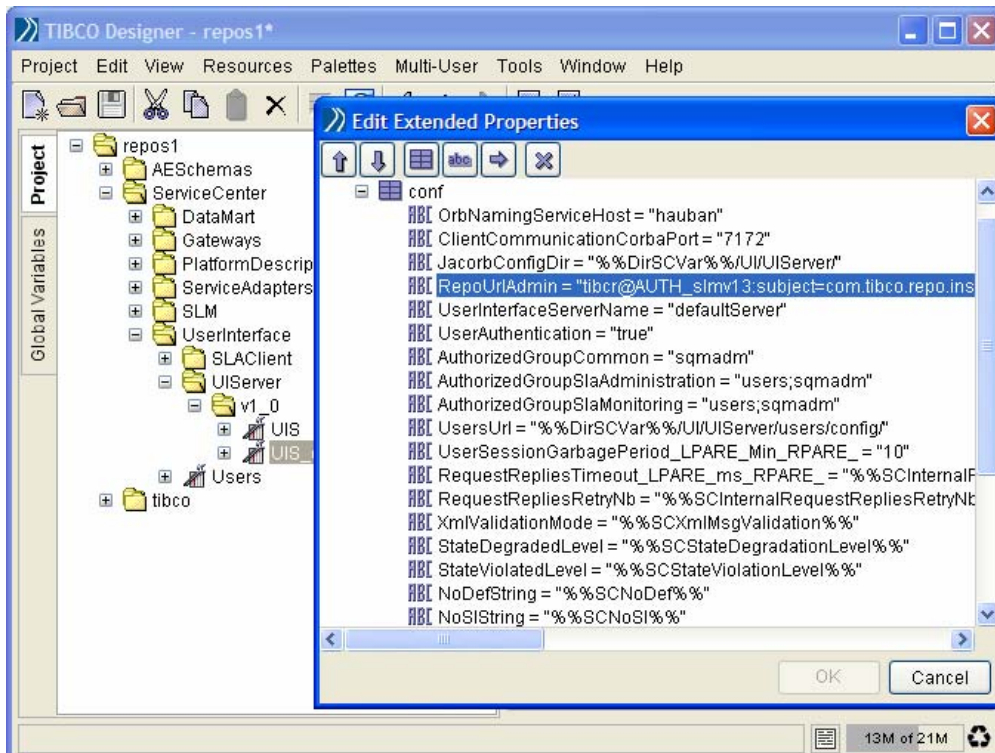 TIBCO Designer - repos1*
Project Edit View Resources Palettes Multi-User Tools Window Help
Edit Extended Properties
Project
Global Variables
repos1
AESchemas
ServiceCenter
DataMart
Gateways
PlatformDescrip
ServiceAdapters
SLM
UserInterface
SLAClient
UIServer
v1_0
UIS
UIS_
Users
tibco
conf
OrbNamingServiceHost = "hauban"
ClientCommunicationCorbaPort = "7172"
JacorbConfigDir = "%%DirSCVar%%/UI/UIServer/"
RepoUrlAdmin = "tibcr@AUTH_slmv13:subject=com.tibco.repo.ins
UserInterfaceServerName = "defaultServer"
UserAuthentication = "true"
AuthorizedGroupCommon = "sqmadm"
AuthorizedGroupSlaAdministration = "users;sqmadm"
AuthorizedGroupSlaMonitoring = "users;sqmadm"
UsersUrl = "%%DirSCVar%%/UI/UIServer/users/config/"
UserSessionGarbagePeriod_LPARE_Min_RPARE_ = "10"
RequestRepliesTimeout_LPARE_ms_RPARE_ = "%%SCInternalR
RequestRepliesRetryNb = "%%SCInternalRequestRepliesRetryNb
XmlValidationMode = "%%SCXmlMsgValidation%%"
StateDegradedLevel = "%%SCStateDegradationLevel%%"
StateViolatedLevel = "%%SCStateViolationLevel%%"
NoDefString = "%%SCNoDef%%"
NoSIString = "%%SCNoSI%%"
OK Cancel
13M of 21M